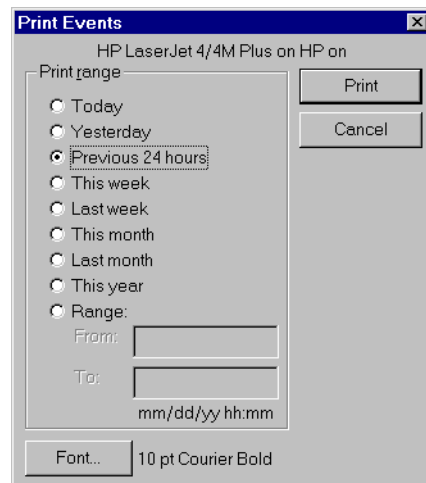 Print Events
HP LaserJet 4/4M Plus on HP on
Print range
Print
Today
Cancel
Yesterday
Previous 24 hours
This week
Last week
This month
Last month
This year
Range:
From:
To:
mm/dd/yy hh:mm
Font... 10 pt Courier Bold